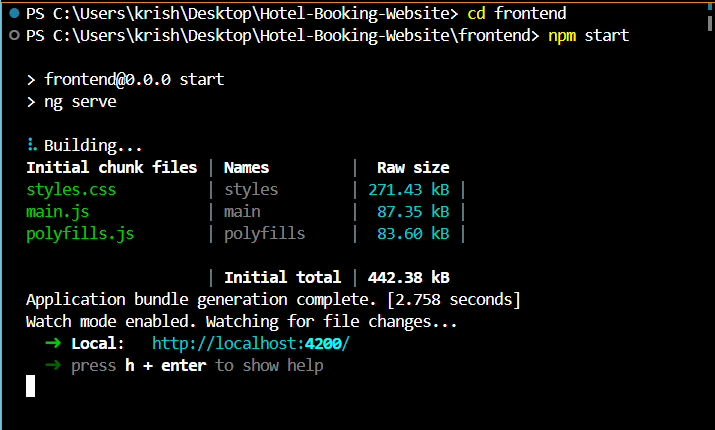 PS C:\Users\krish\Desktop\Hotel-Booking-Website> cd frontend
PS C:\Users\krish\Desktop\Hotel-Booking-Website\frontend> npm start
> frontend@0.0.0 start
> ng serve
Building...
Initial chunk files | Names | Raw size
styles.css | styles | 271.43 kB |
main.js | main | 87.35 kB |
polyfills.js | polyfills | 83.60 kB |
| Initial total | 442.38 kB
Application bundle generation complete. [2.758 seconds]
Watch mode enabled. Watching for file changes...
➜ Local: http://localhost:4200/
➜ press h + enter to show help